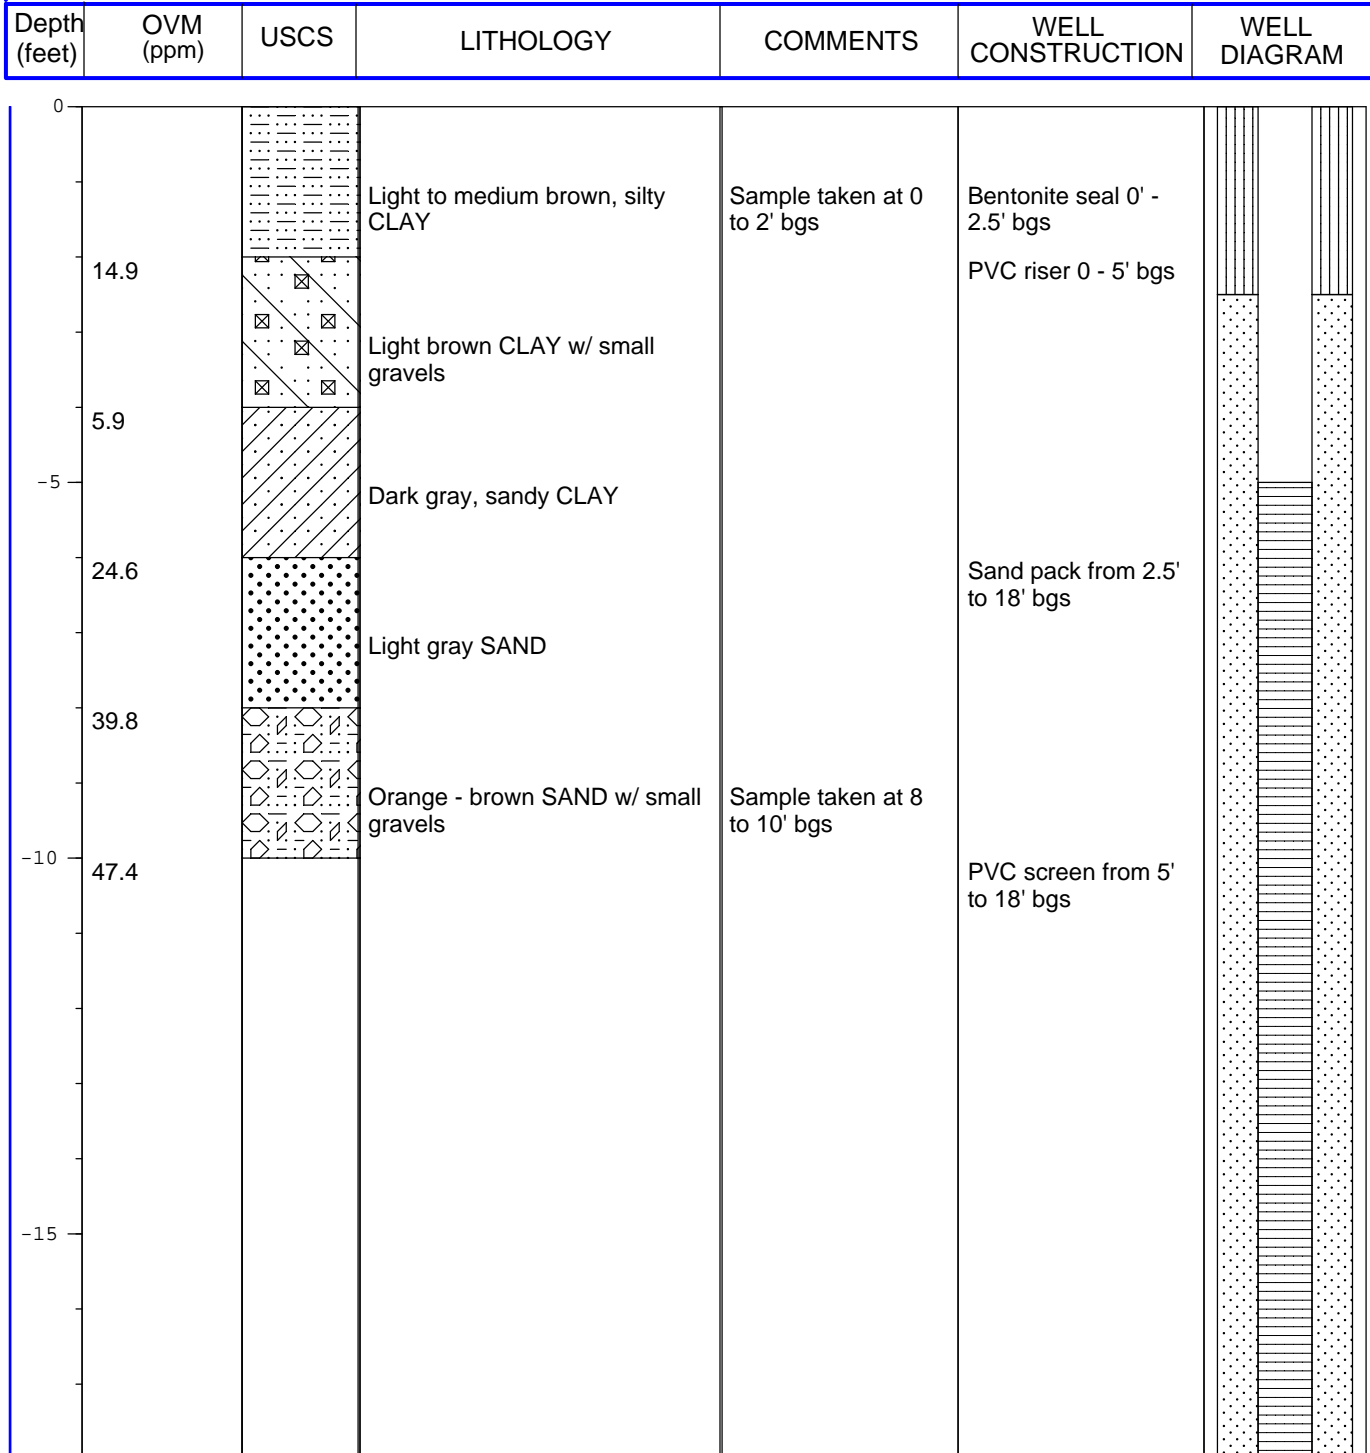 Depth
(feet)
OVM
(ppm)
USCS
LITHOLOGY
COMMENTS
WELL
CONSTRUCTION
WELL
DIAGRAM
0
Light to medium brown, silty
CLAY
Sample taken at 0
to 2' bgs
Bentonite seal 0' -
2.5' bgs
14.9
PVC riser 0 - 5' bgs
Light brown CLAY w/ small
gravels
5.9
-5
Dark gray, sandy CLAY
24.6
Sand pack from 2.5'
to 18' bgs
Light gray SAND
39.8
Orange - brown SAND w/ small
gravels
Sample taken at 8
to 10' bgs
-10
47.4
PVC screen from 5'
to 18' bgs
-15